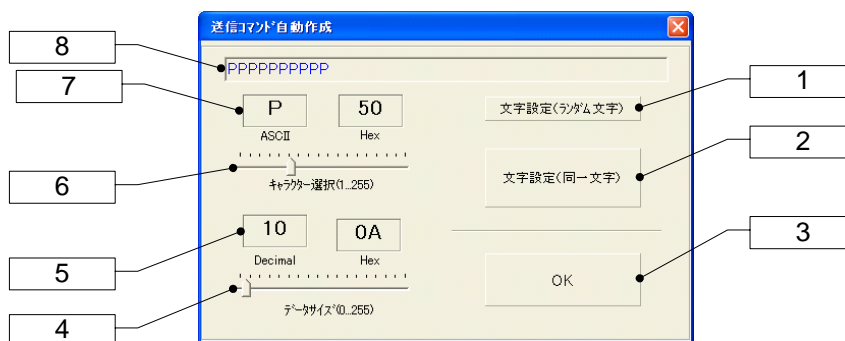 送信ｺﾏﾝﾄﾞ自動作成
8
PPPPPPPPPP
7
P
50
文字設定(ﾗﾝﾀﾞﾑ文字)
1
ASCII
Hex
2
6
ｷｬﾗｸﾀｰ選択(1...255)
文字設定(同一文字)
10
0A
3
5
Decimal
Hex
OK
4
ﾃﾞｰﾀｻｲｽﾞ(0...255)